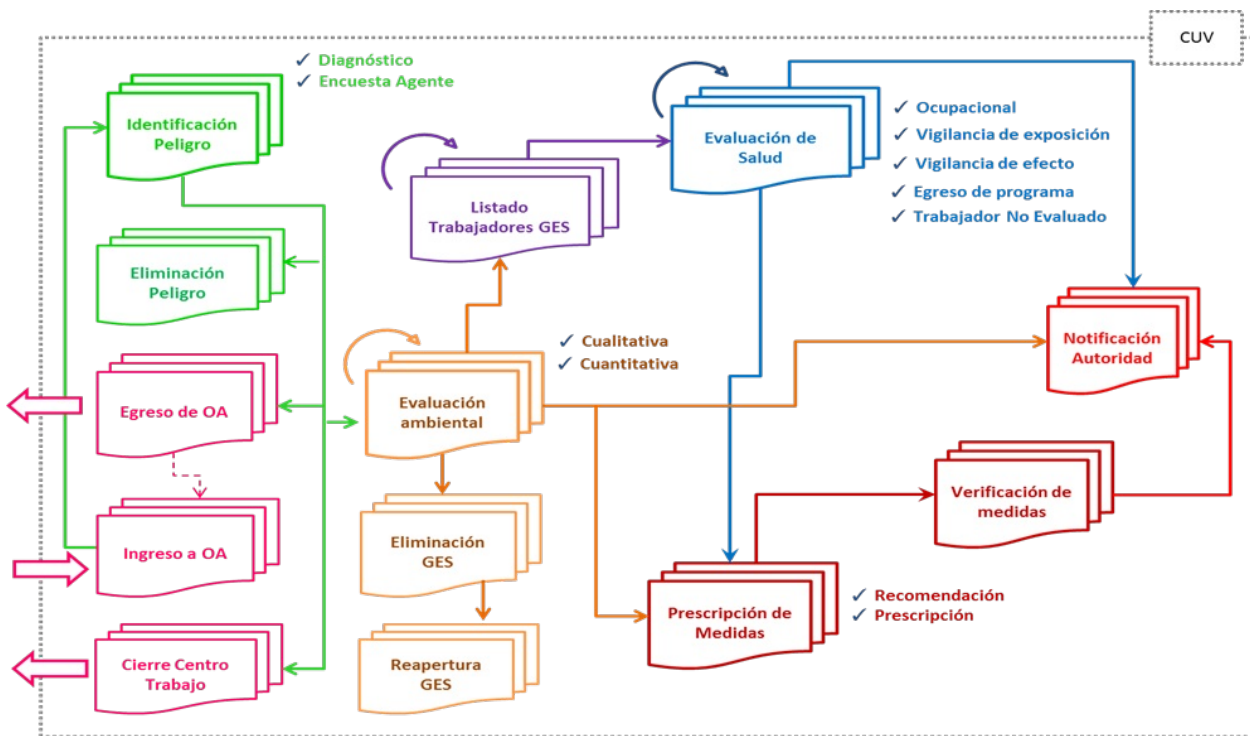 CUV
Diagnóstico
Encuesta Agente
Identificación
Peligro
Eliminación
Peligro
Egreso de OA
Ingreso a OA
Cierre Centro
Trabajo
Listado
Trabajadores GES
Cualitativa
Cuantitativa
Evaluación
ambiental
Eliminación
GES
Reapertura
GES
Evaluación de
Salud
Ocupacional
Vigilancia de exposición
Vigilancia de efecto
Egreso de programa
Trabajador No Evaluado
Notificación
Autoridad
Verificación de
medidas
Prescripción de
Medidas
Recomendación
Prescripción